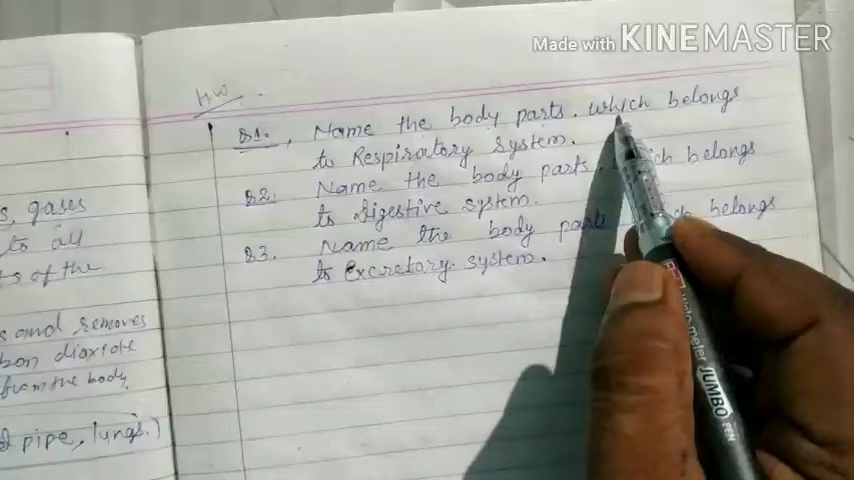 Made with KINEMASTER
HW
Q1. Name the body parts. which belongs
to Respiratory System.
Q2. Name the body parts. which belongs
to digestive system.
Q3. Name the body parts belongs
to Excretory system.
gases
to all
of the
and removes
dioxide
from the body.
pipe, lungs.)
meter JUMBO PEN